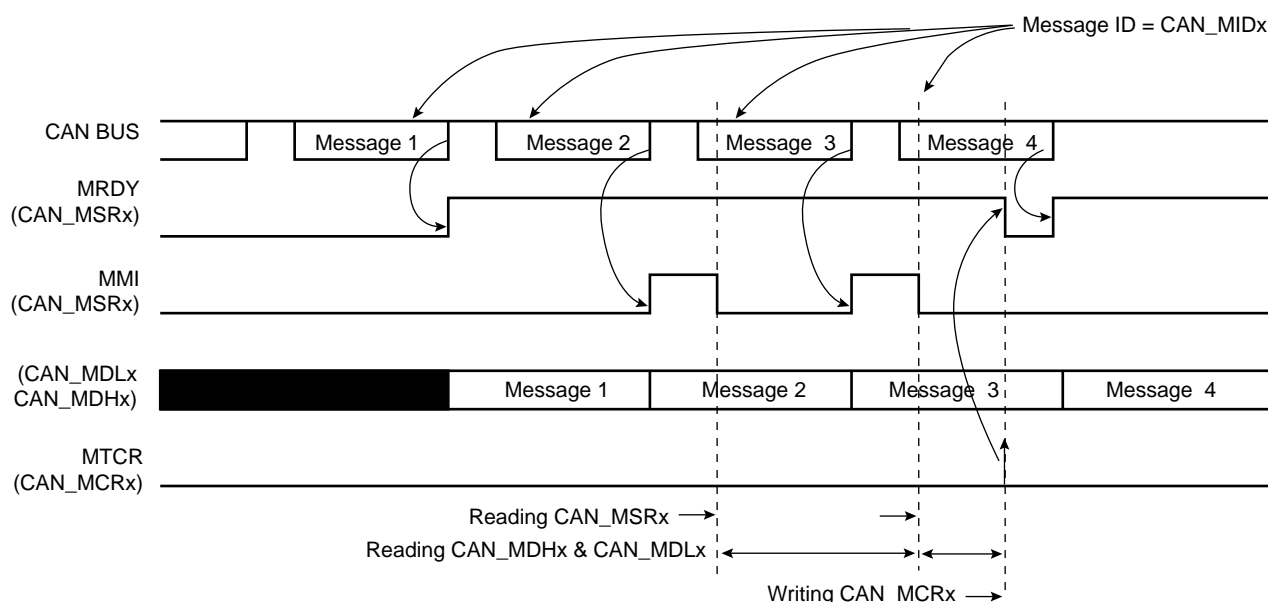 Message ID = CAN_MIDx
CAN BUS
Message 1
Message 2
Message 3
Message 4
MRDY
(CAN_MSRx)
MMI
(CAN_MSRx)
(CAN_MDLx
CAN_MDHx)
Message 1
Message 2
Message 3
Message 4
MTCR
(CAN_MCRx)
Reading CAN_MSRx
Reading CAN_MDHx & CAN_MDLx
Writing CAN_MCRx